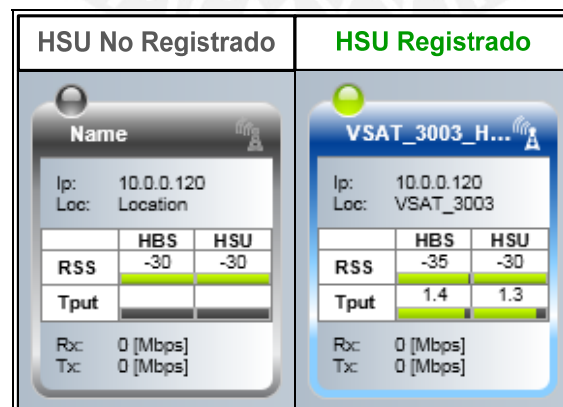 HSU No Registrado
HSU Registrado
Name
Ip: 10.0.0.120
Loc: Location
HBS HSU
RSS -30 -30
Tput
Rx: 0 [Mbps]
Tx: 0 [Mbps]
VSAT_3003_H...
Ip: 10.0.0.120
Loc: VSAT_3003
HBS HSU
RSS -35 -30
Tput 1.4 1.3
Rx: 0 [Mbps]
Tx: 0 [Mbps]